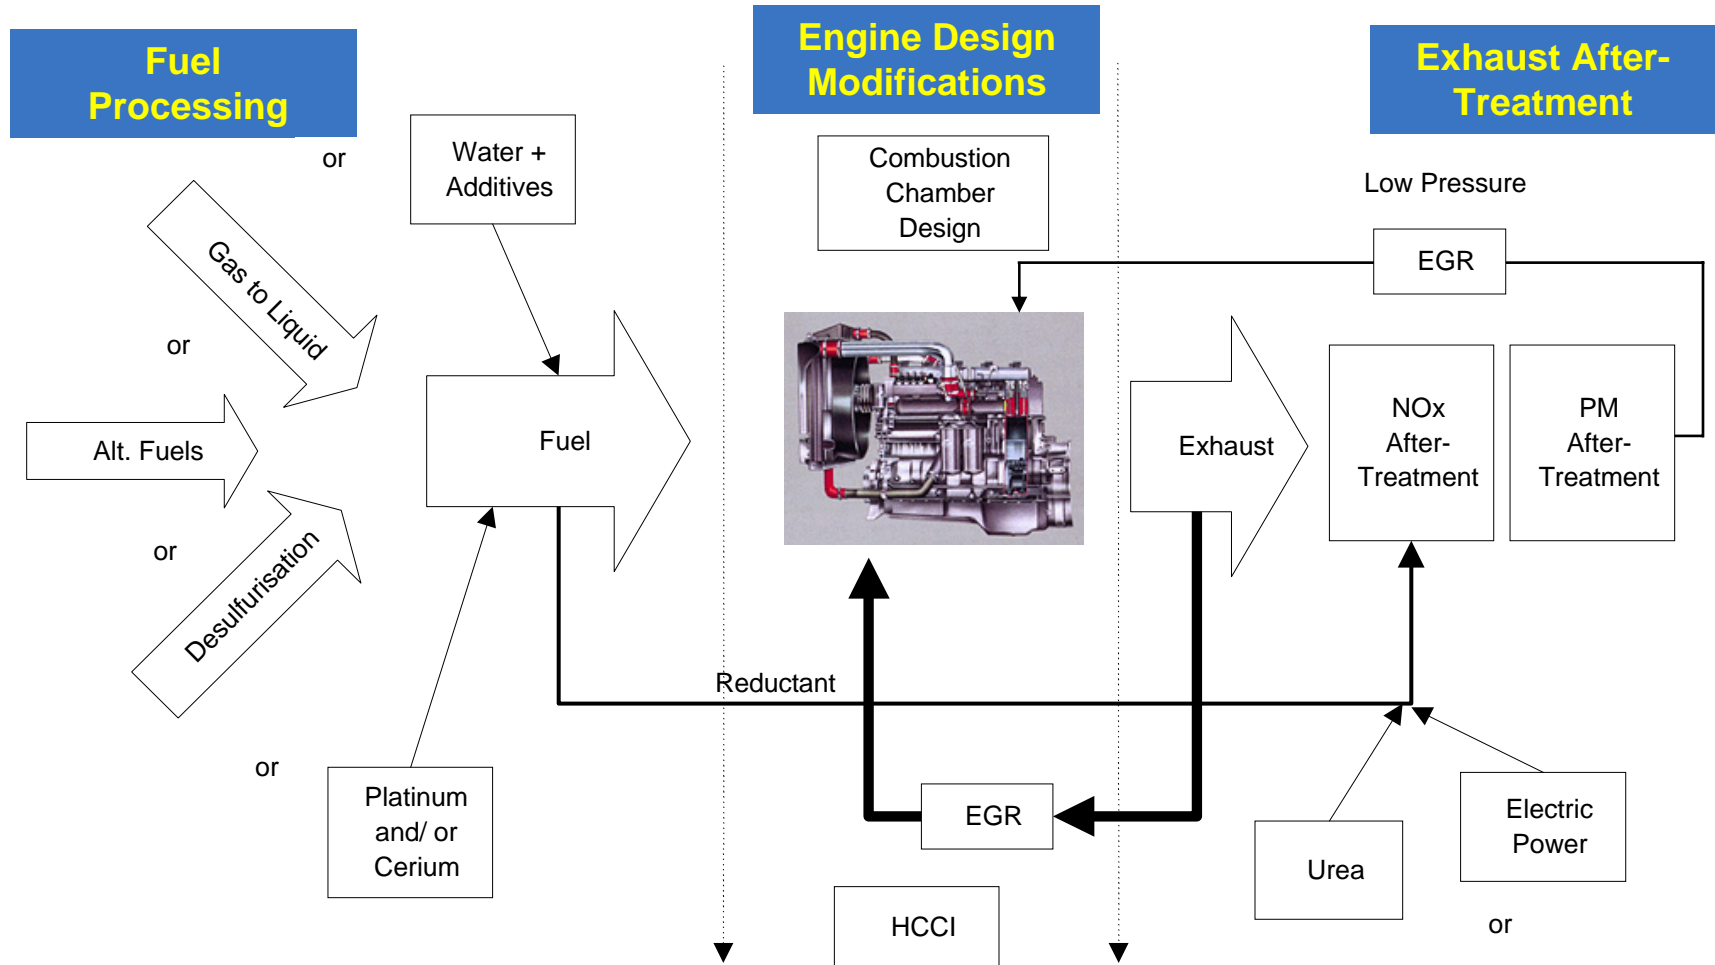 Fuel
Processing
Engine Design
Modifications
Exhaust After-
Treatment
or
Water +
Additives
Combustion
Chamber
Design
Low Pressure
EGR
Gas to Liquid
or
Alt. Fuels
Fuel
Exhaust
NOx
After-
Treatment
PM
After-
Treatment
or
Desulfurisation
Reductant
or
Platinum
and/ or
Cerium
EGR
Urea
Electric
Power
HCCI
or